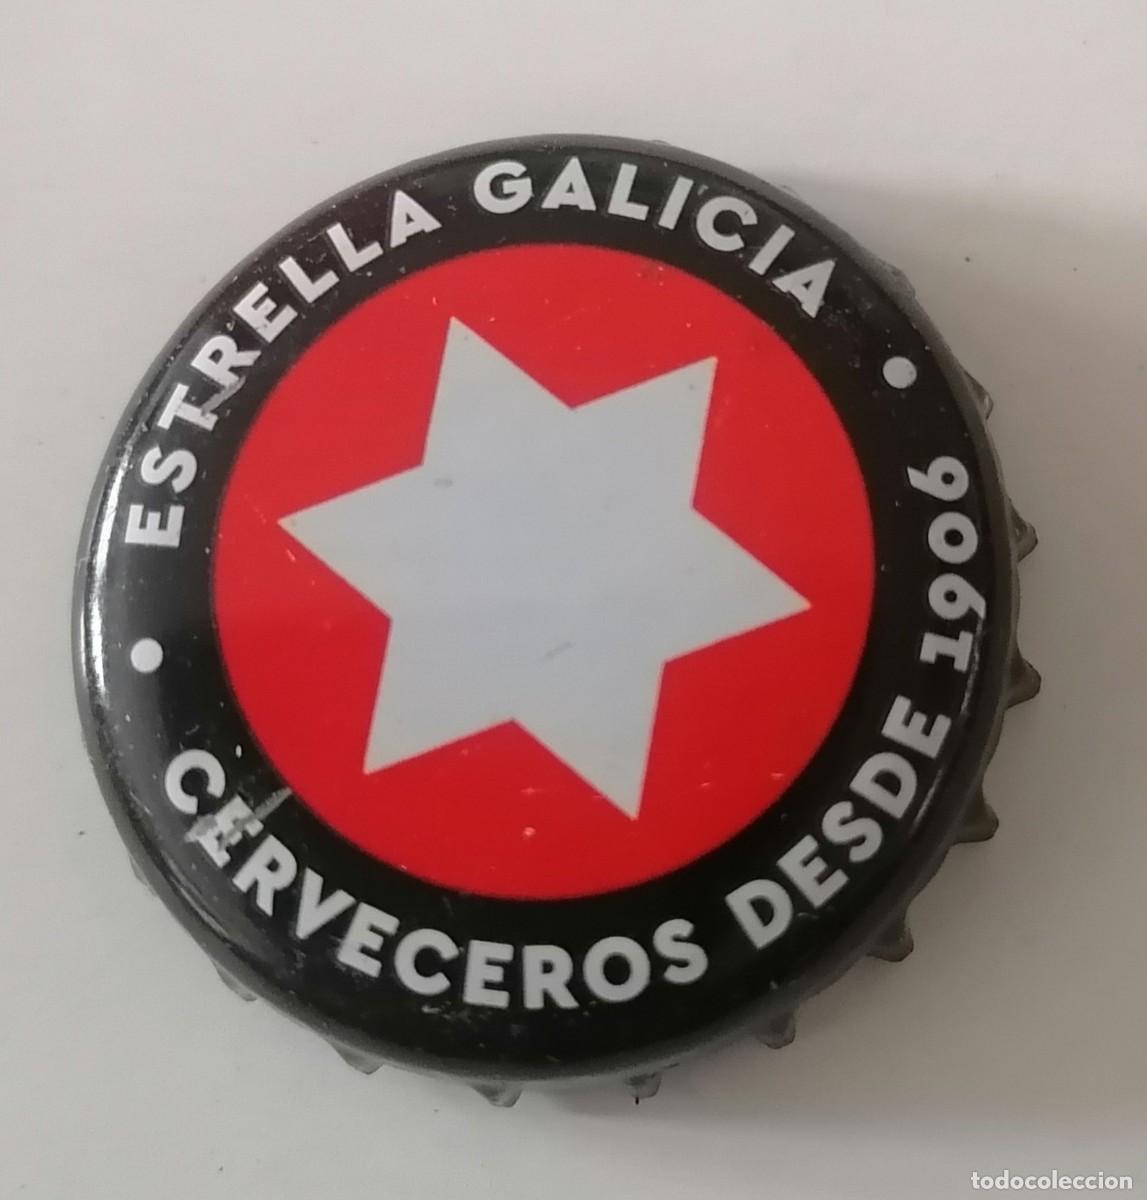 ESTRELLA GALICIA
CERVECEROS DESDE 1906
todocoleccion